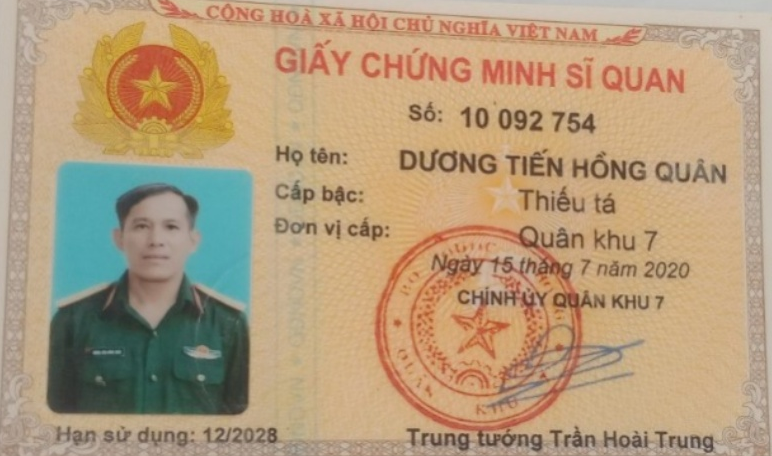 CỘNG HOÀ XÃ HỘI CHỦ NGHĨA VIỆT NAM
GIẤY CHỨNG MINH SĨ QUAN
Số: 10 092 754
Họ tên: DƯƠNG TIẾN HỒNG QUÂN
Cấp bậc: Thiếu tá
Đơn vị cấp: Quân khu 7
Ngày 15 tháng 7 năm 2020
CHÍNH ỦY QUÂN KHU 7
QUÂN KHU
Hạn sử dụng: 12/2028
Trung tướng Trần Hoài Trung